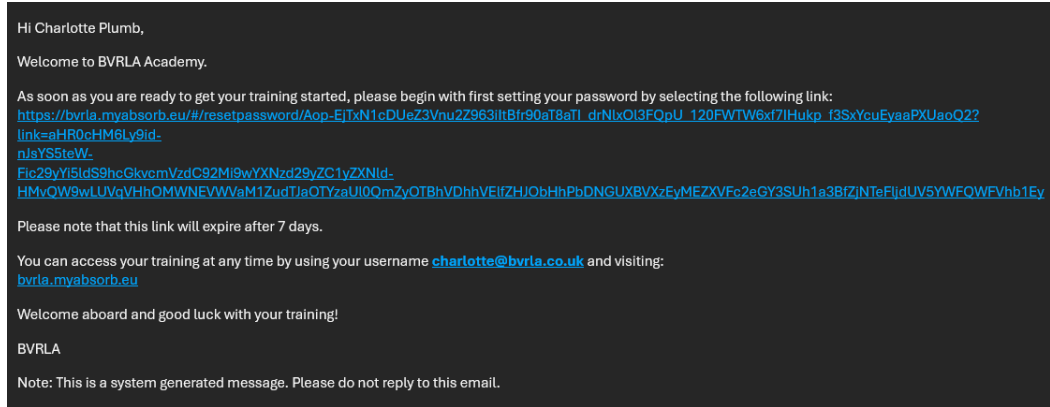 Hi Charlotte Plumb,
Welcome to BVRLA Academy.
As soon as you are ready to get your training started, please begin with first setting your password by selecting the following link:
https://bvrla.myabsorb.eu/#/resetpassword/Aop-EjTxN1cDUeZ3Vnu2Z963iItBfr90aT8aTI_drNlxOl3FQpU_120FWTW6xf7IHukp_f3SxYcuEyaaPXUaoQ2?
link=aHR0cHM6Ly9id-
nJsYS5teW-
Fic29yYi5ldS9hcGkvcmVzdC92Mi9wYXNzd29yZC1yZXNld-
HMvQW9wLUVqVHhOMWNEVWVaM1ZudTJaOTYzaUl0QmZyOTBhVDhhVElfZHJObHhPbDNGUXBVXzEyMEZXVFc2eGY3SUh1a3BfZjNTeFljdUV5YWFQWFVhb1Ey
Please note that this link will expire after 7 days.
You can access your training at any time by using your username charlotte@bvrla.co.uk and visiting:
bvrla.myabsorb.eu
Welcome aboard and good luck with your training!
BVRLA
Note: This is a system generated message. Please do not reply to this email.